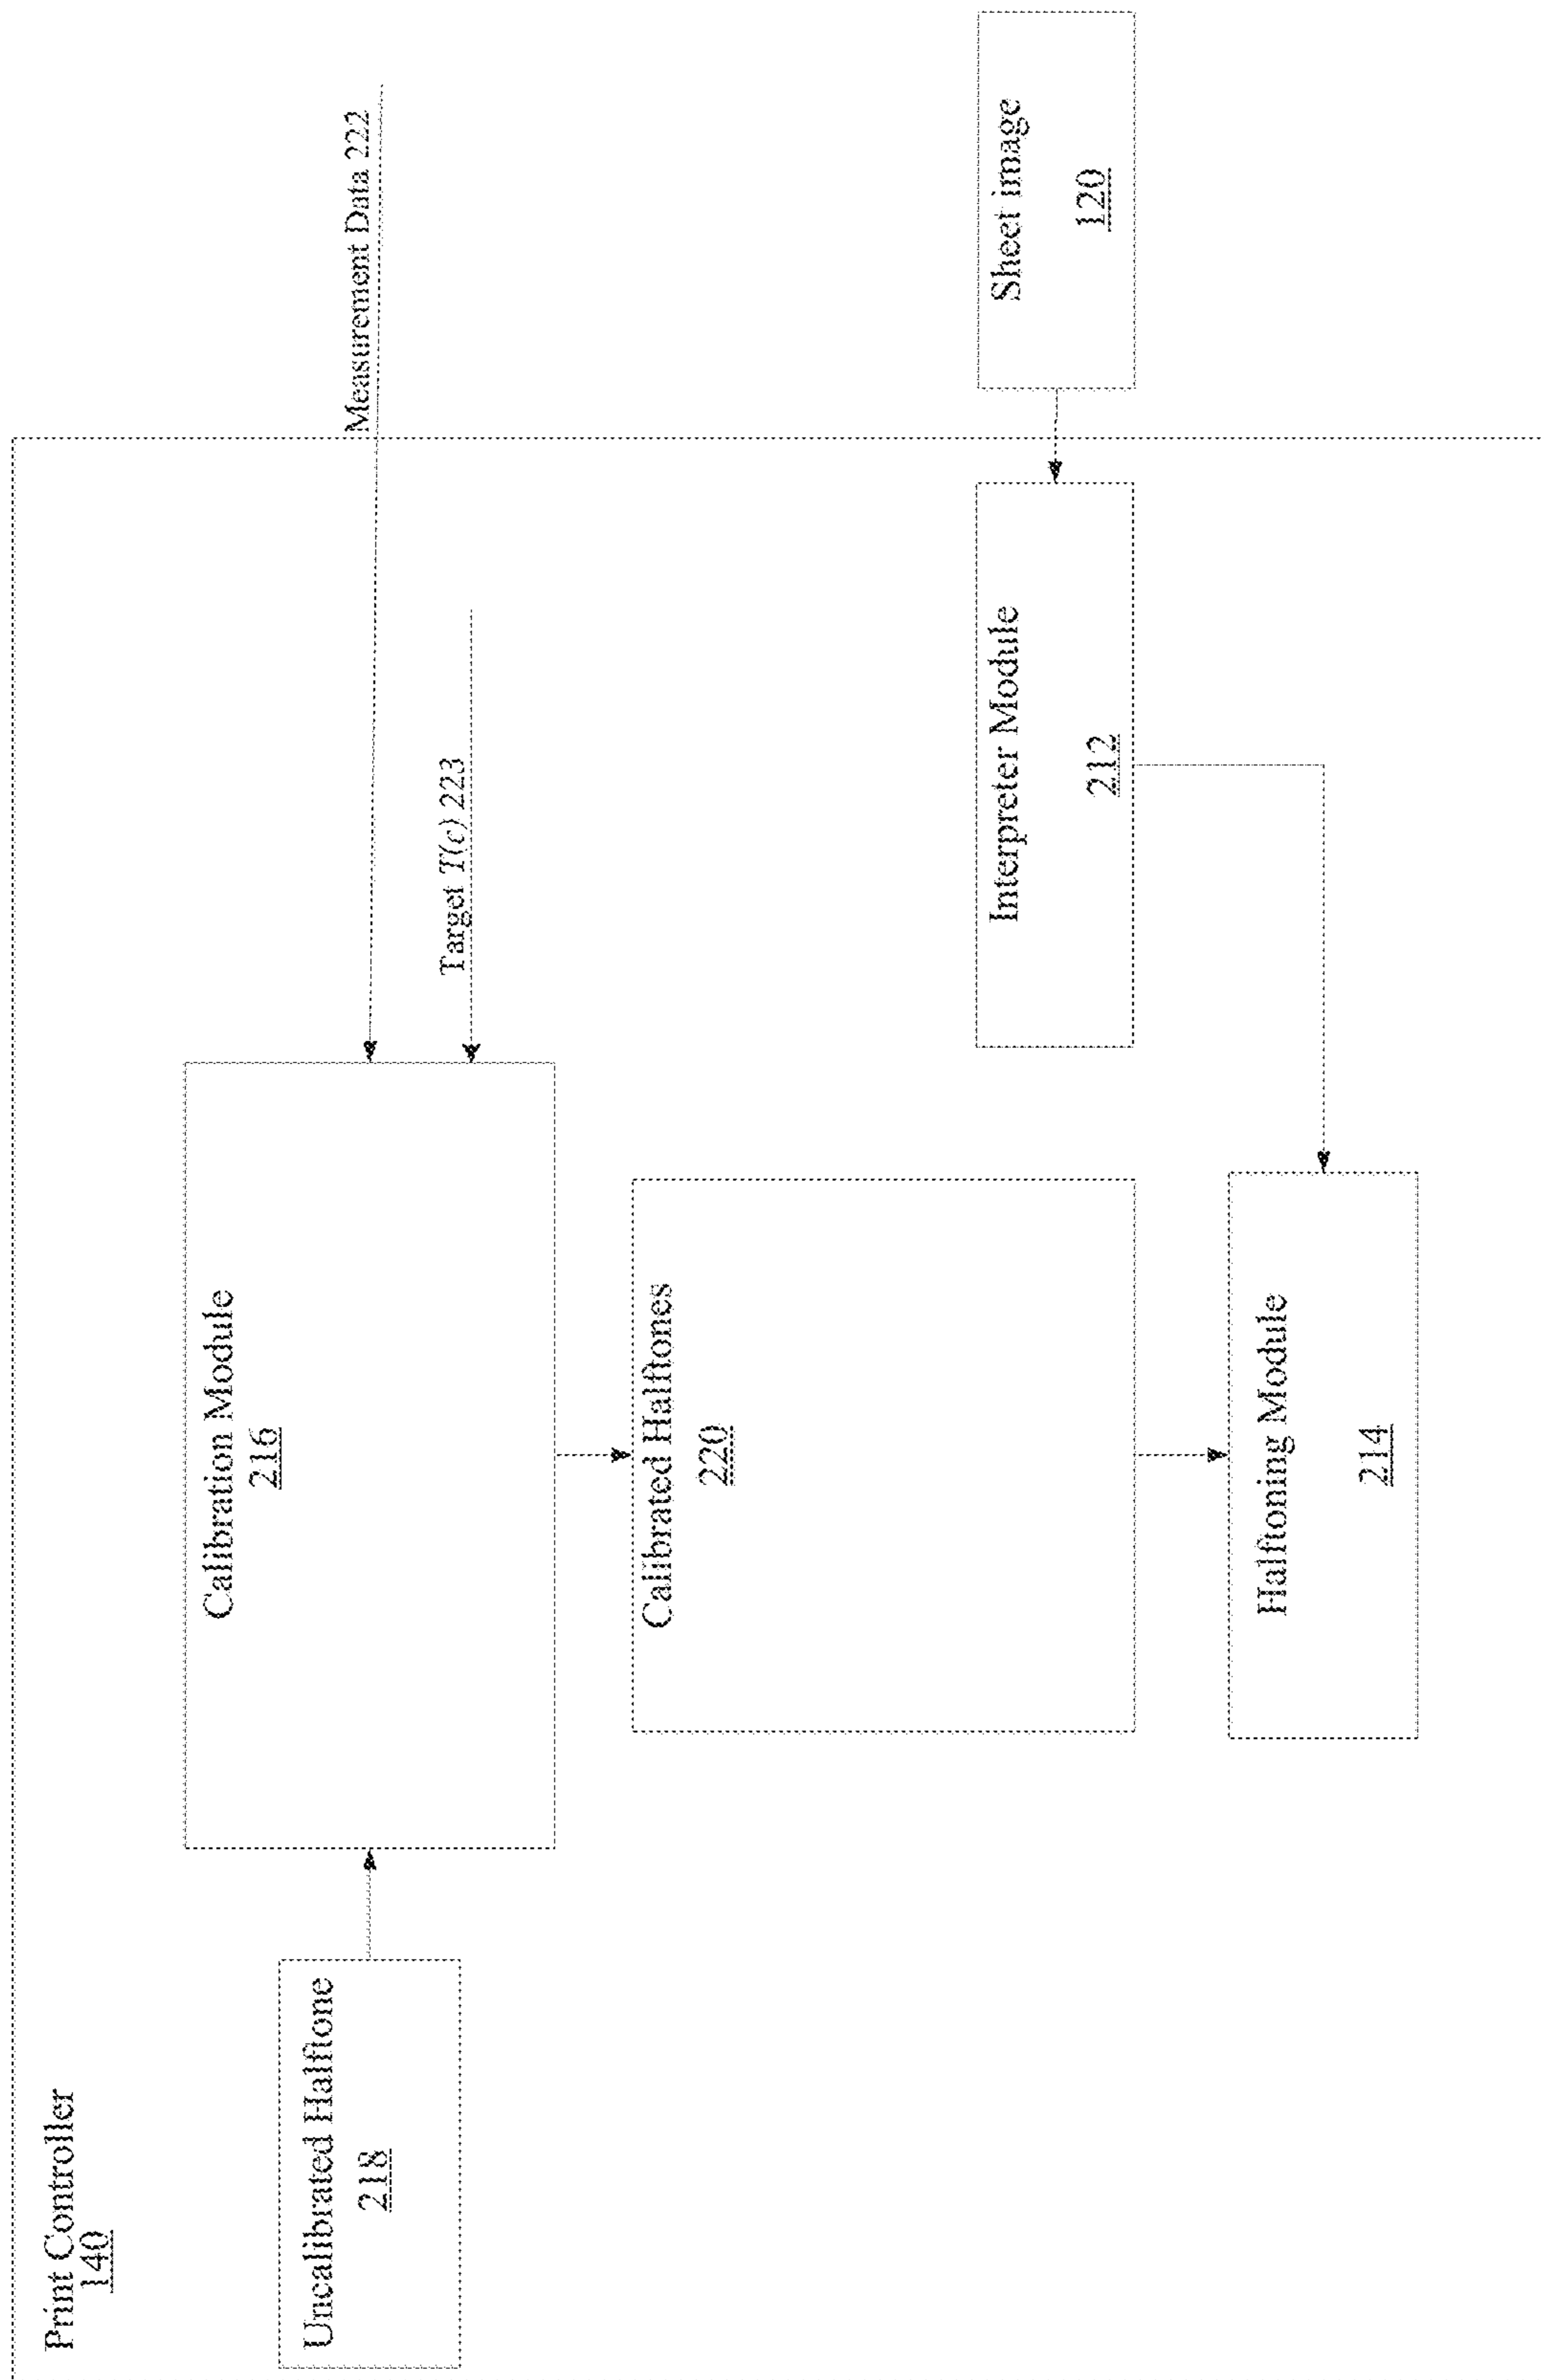 Print Controller
140
Uncalibrated Halftone
218
Calibration Module
216
Measurement Data 222
Target T(c) 223
Calibrated Halftones
220
Interpreter Module
212
Sheet image
120
Halftoning Module
214